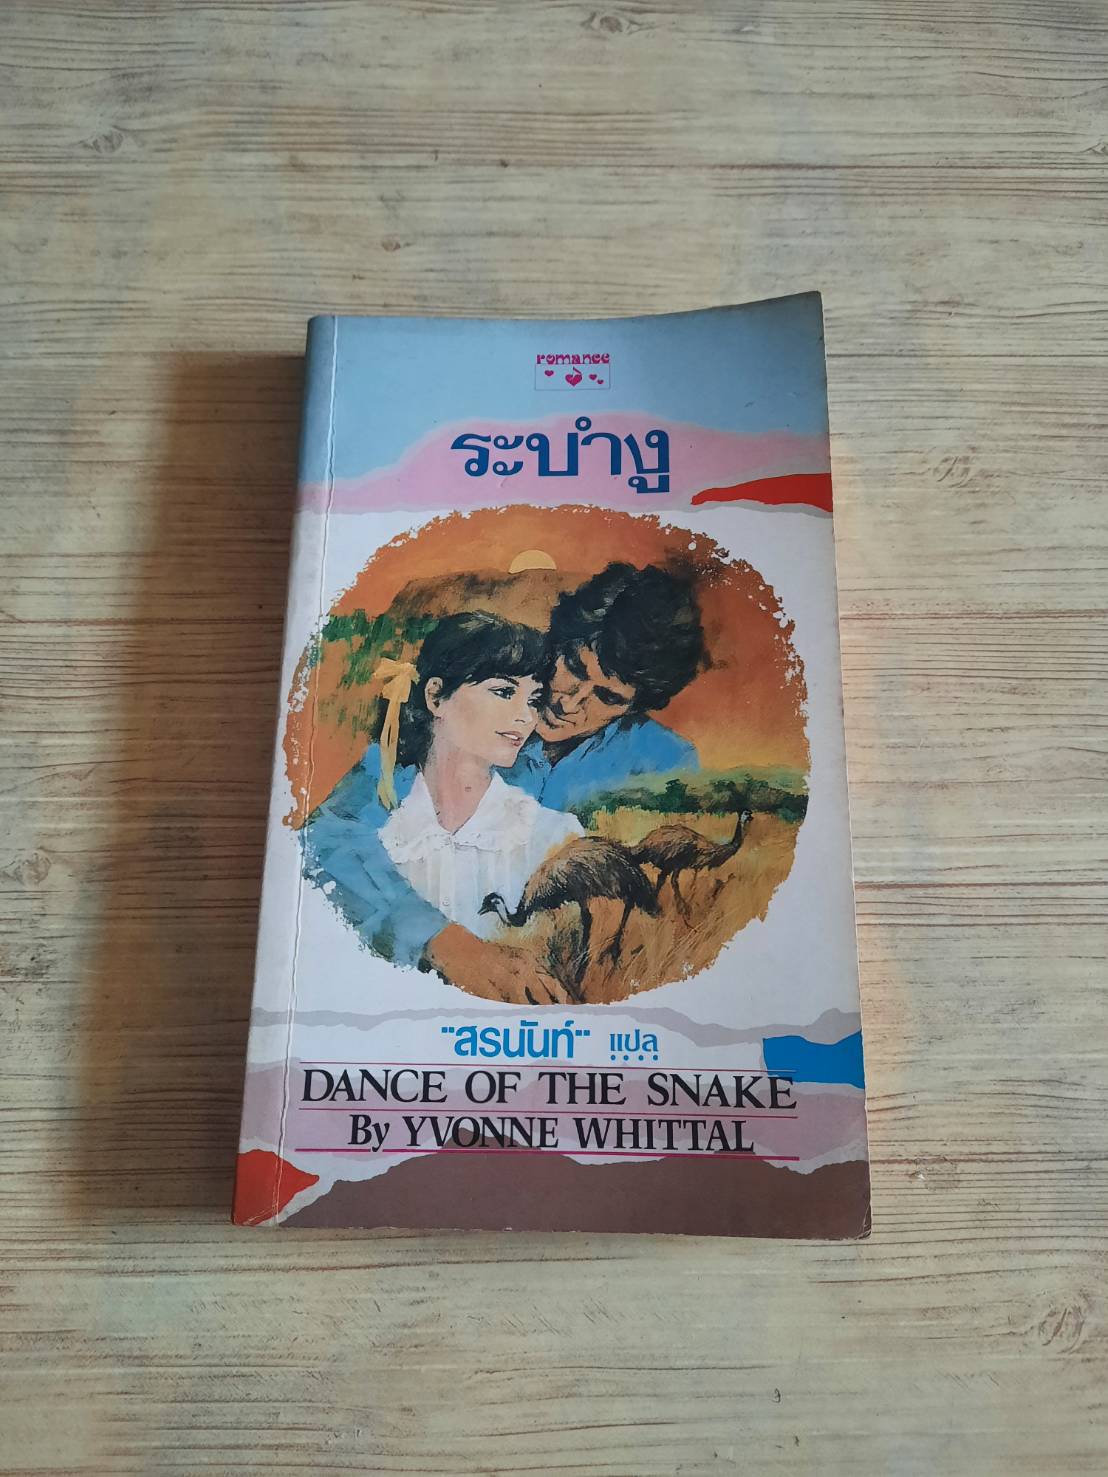 romance
ระบำงู
"สรนันท์" แปล
DANCE OF THE SNAKE
By YVONNE WHITTAL